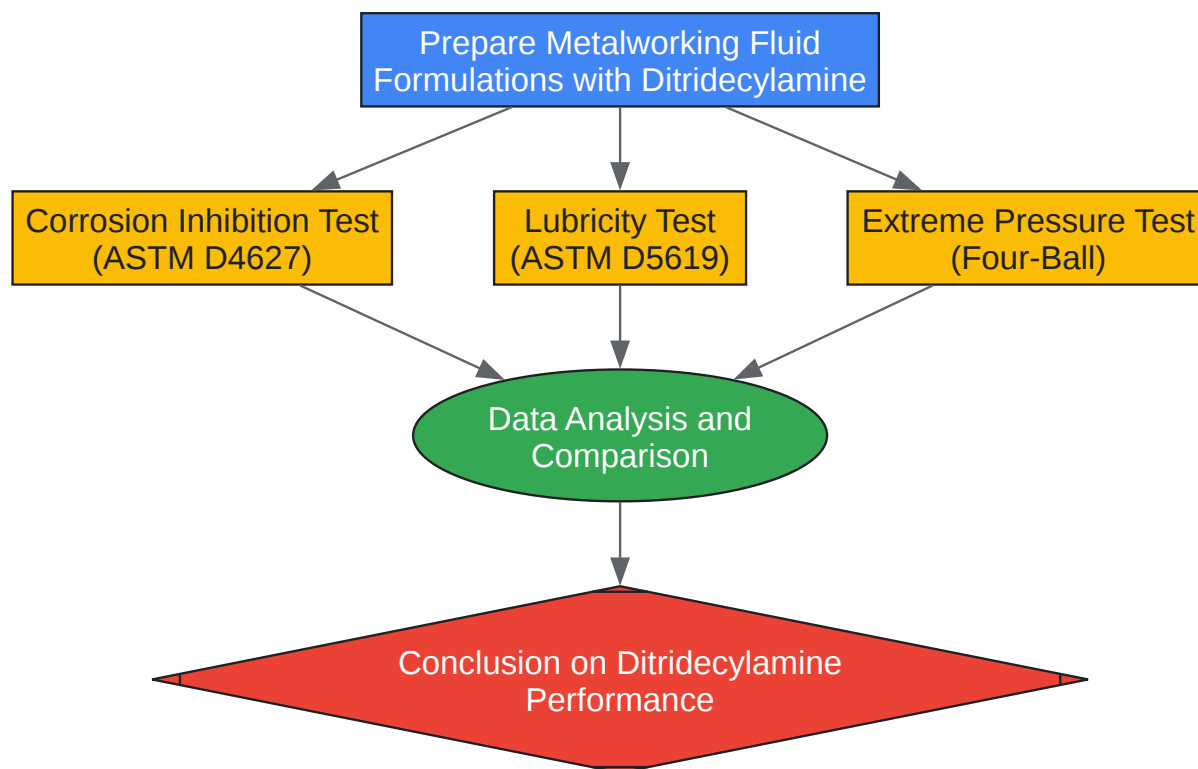 Prepare Metalworking Fluid
Formulations with Ditridecylamine
Corrosion Inhibition Test
(ASTM D4627)
Lubricity Test
(ASTM D5619)
Extreme Pressure Test
(Four-Ball)
Data Analysis and
Comparison
Conclusion on Ditridecylamine
Performance